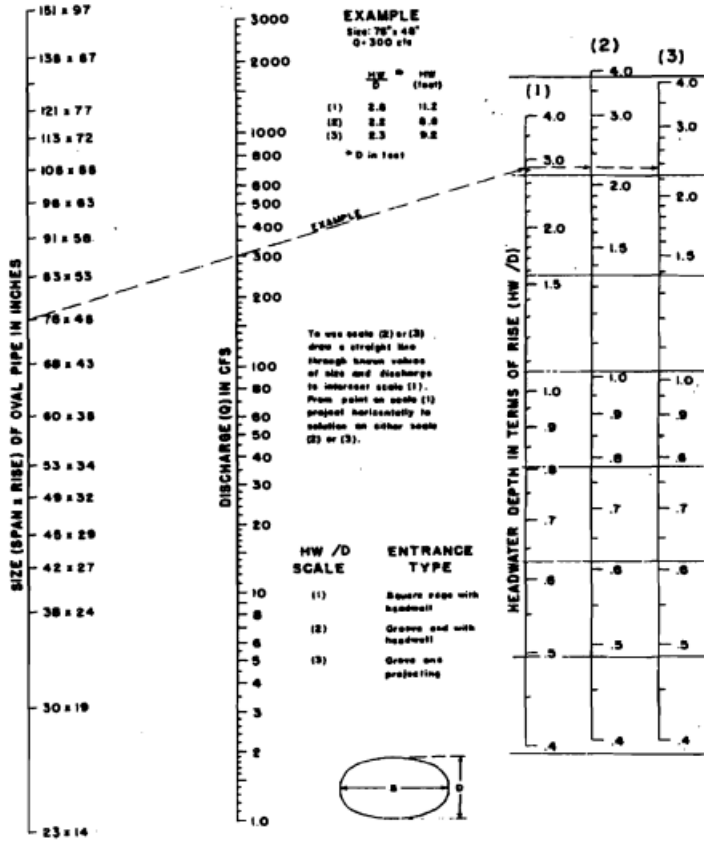 SIZE (SPAN x RISE) OF OVAL PIPE IN INCHES
151 x 97
136 x 87
121 x 77
113 x 72
106 x 68
98 x 63
91 x 58
83 x 53
76 x 48
68 x 43
60 x 38
53 x 34
49 x 32
45 x 29
42 x 27
38 x 24
30 x 19
23 x 14
DISCHARGE (Q) IN CFS
3000
2000
1000
800
600
500
400
300
200
100
80
60
50
40
30
20
10
8
6
5
4
3
2
1.0
EXAMPLE
Size: 76" x 48"
Q = 300 cfs
HW/D * HW (feet)
(1) 2.8 11.2
(2) 2.2 8.8
(3) 2.3 9.2
* D in feet
EXAMPLE
To use scale (2) or (3)
draw a straight line
through known values
of size and discharge
to intersect scale (1).
From point on scale (1)
project horizontally to
solution on either scale
(2) or (3).
HW /D SCALE
ENTRANCE TYPE
(1) Square edge with headwall
(2) Groove end with headwall
(3) Grove end projecting
B
D
HEADWATER DEPTH IN TERMS OF RISE (HW /D)
(1)
4.0
3.0
2.0
1.5
1.0
.9
.8
.7
.6
.5
.4
(2)
4.0
3.0
2.0
1.5
1.0
.9
.8
.7
.6
.5
.4
(3)
4.0
3.0
2.0
1.5
1.0
.9
.8
.7
.6
.5
.4